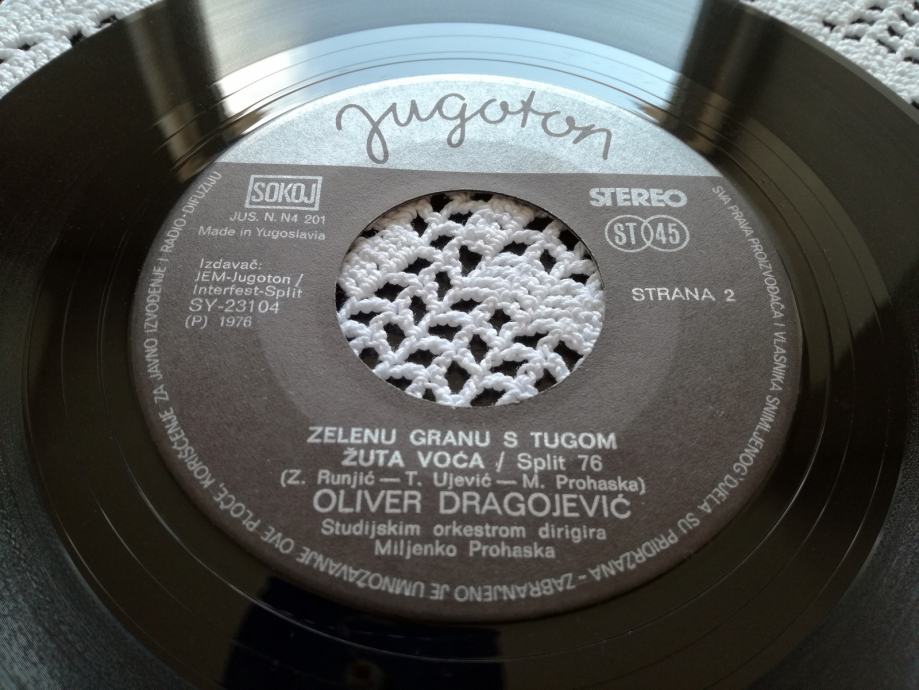 jugoton
SOKOJ
JUS. N. N4 201
Made in Yugoslavia
Izdavač:
JEM-Jugoton /
Interfest-Split
SY-23104
(P) 1976
STEREO
ST 45
STRANA 2
ZELENU GRANU S TUGOM
ŽUTA VOĆA / Split 76
(Z. Runjić — T. Ujević — M. Prohaska)
OLIVER DRAGOJEVIĆ
Studijskim orkestrom dirigira
Miljenko Prohaska
SVA PRAVA PROIZVOĐAČA I VLASNIKA SNIMLJENOG DJELA SU PRIDRŽANA - ZABRANJENO JE UMNOŽAVANJE OVE PLOČE, KORIŠĆENJE ZA JAVNO IZVOĐENJE I RADIO-DIFUZIJU